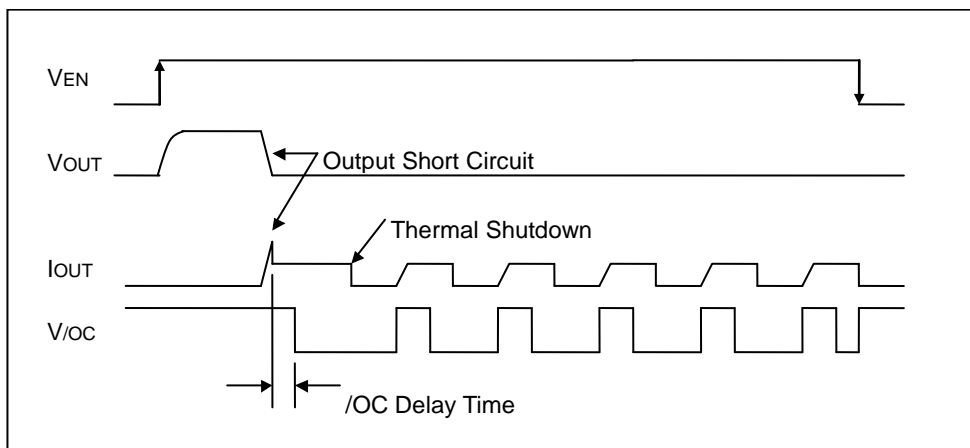 VEN
VOUT
Output Short Circuit
Thermal Shutdown
IOUT
V/OC
/OC Delay Time